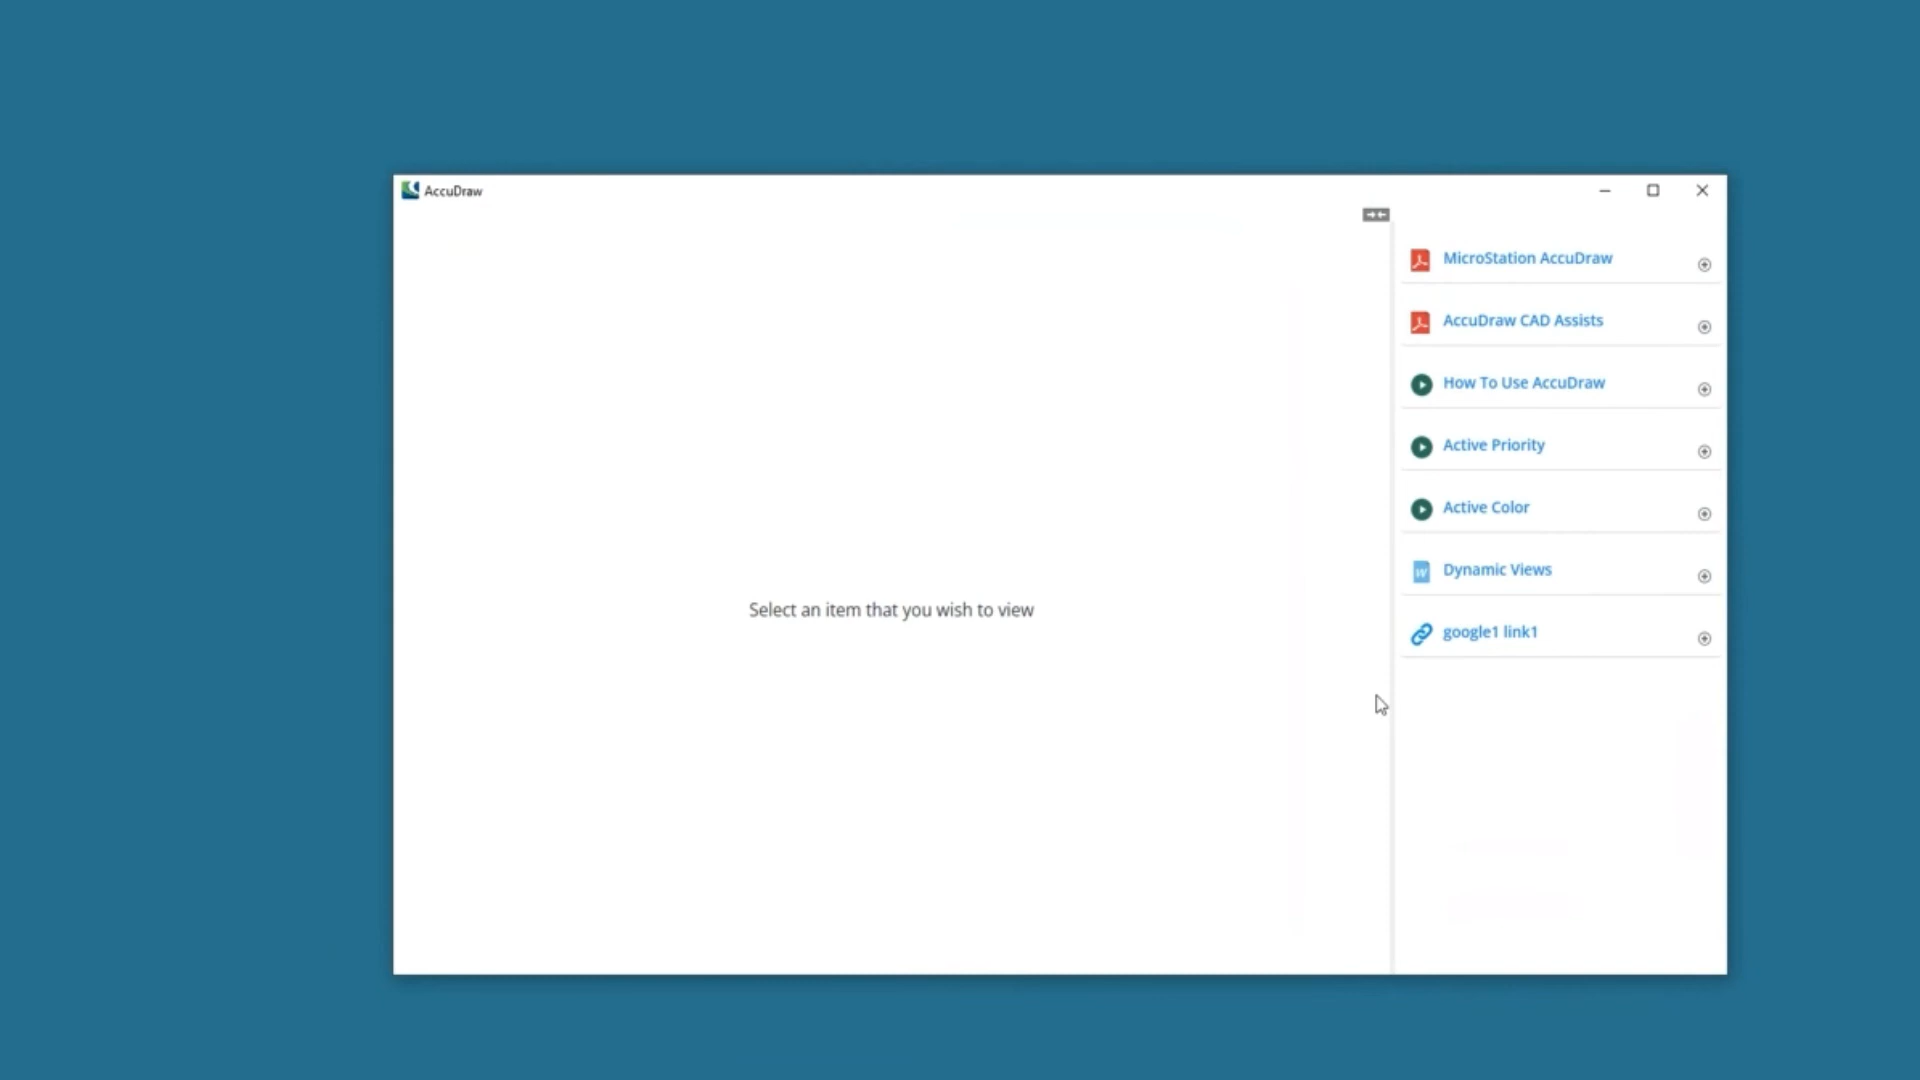 AccuDraw
MicroStation AccuDraw
AccuDraw CAD Assists
How To Use AccuDraw
Active Priority
Active Color
Dynamic Views
google1 link1
Select an item that you wish to view